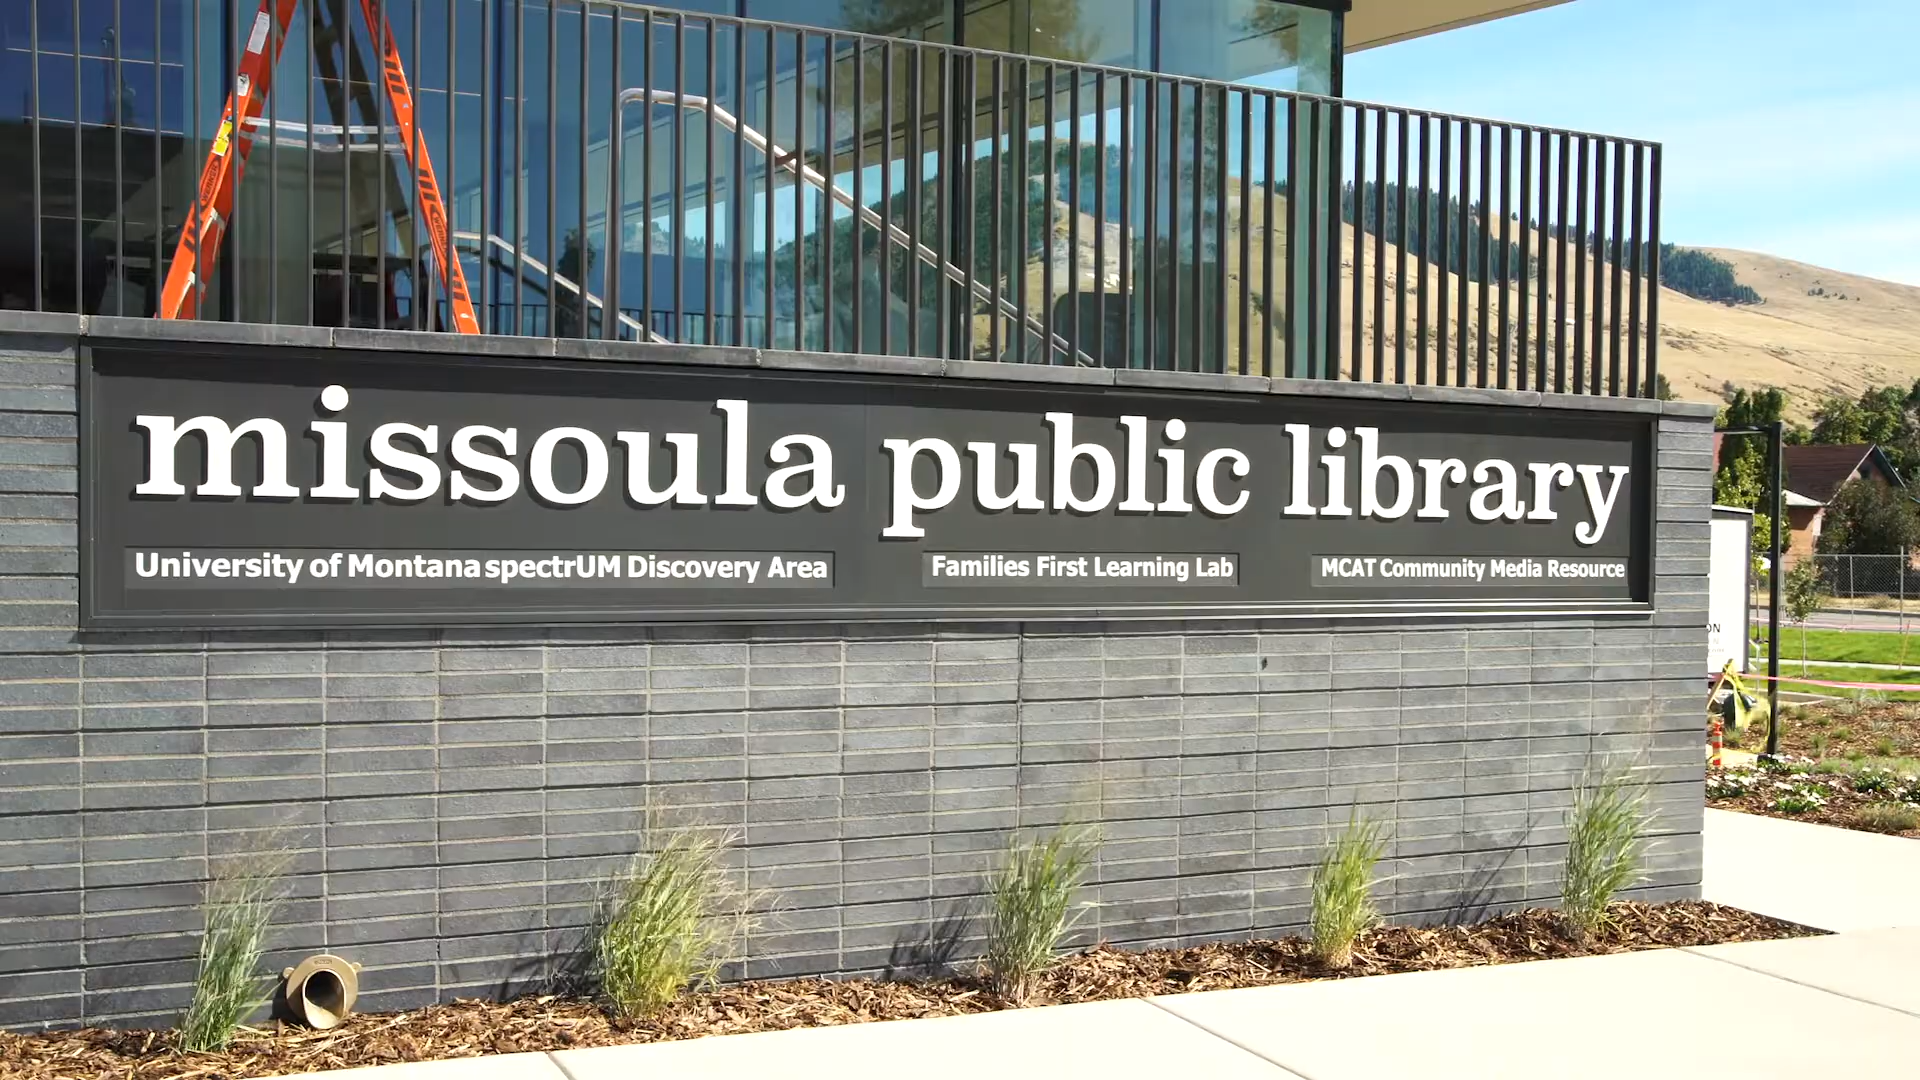 missoula public library
University of Montana spectrUM Discovery Area
Families First Learning Lab
MCAT Community Media Resource